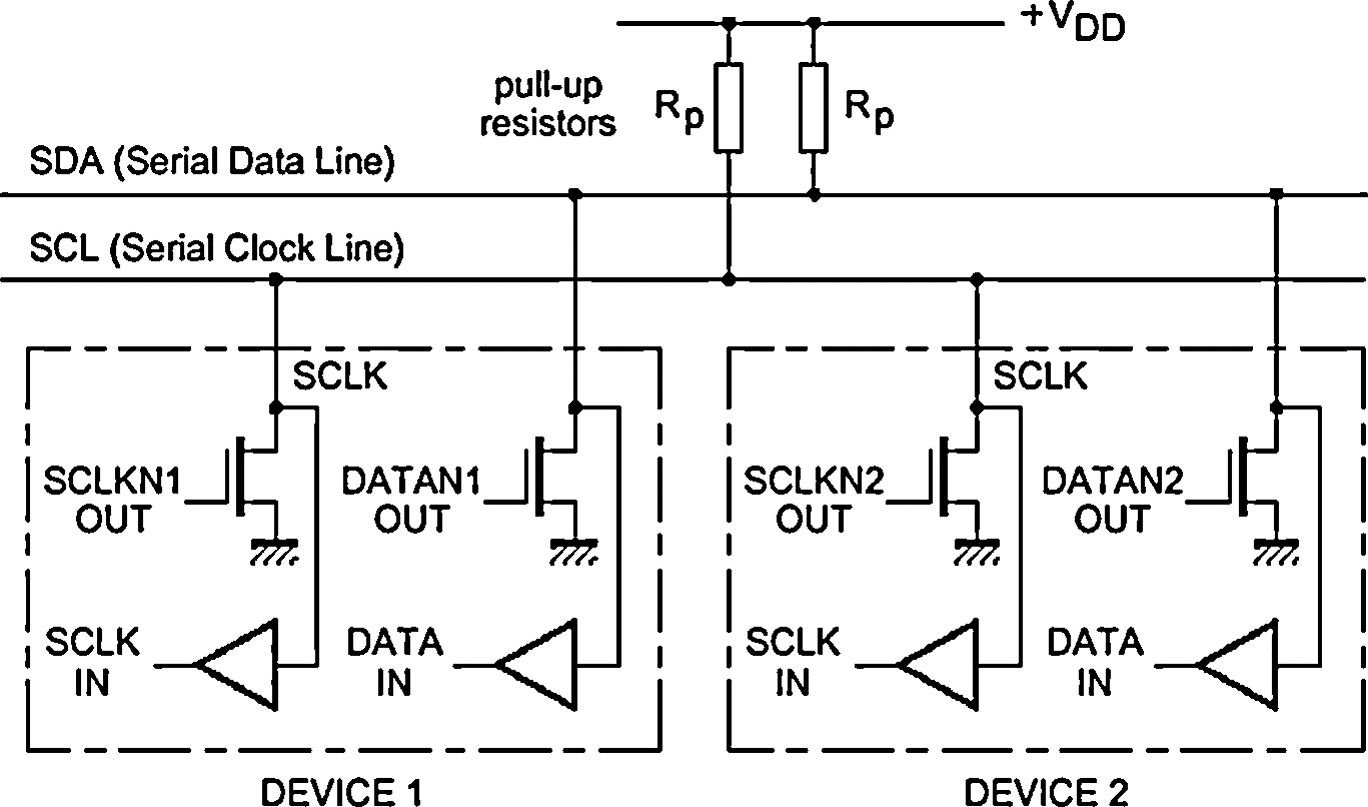 +VDD
pull-up
resistors
Rp
Rp
SDA (Serial Data Line)
SCL (Serial Clock Line)
SCLK
SCLK
SCLKN1
OUT
DATAN1
OUT
SCLKN2
OUT
DATAN2
OUT
SCLK
IN
DATA
IN
SCLK
IN
DATA
IN
DEVICE 1
DEVICE 2